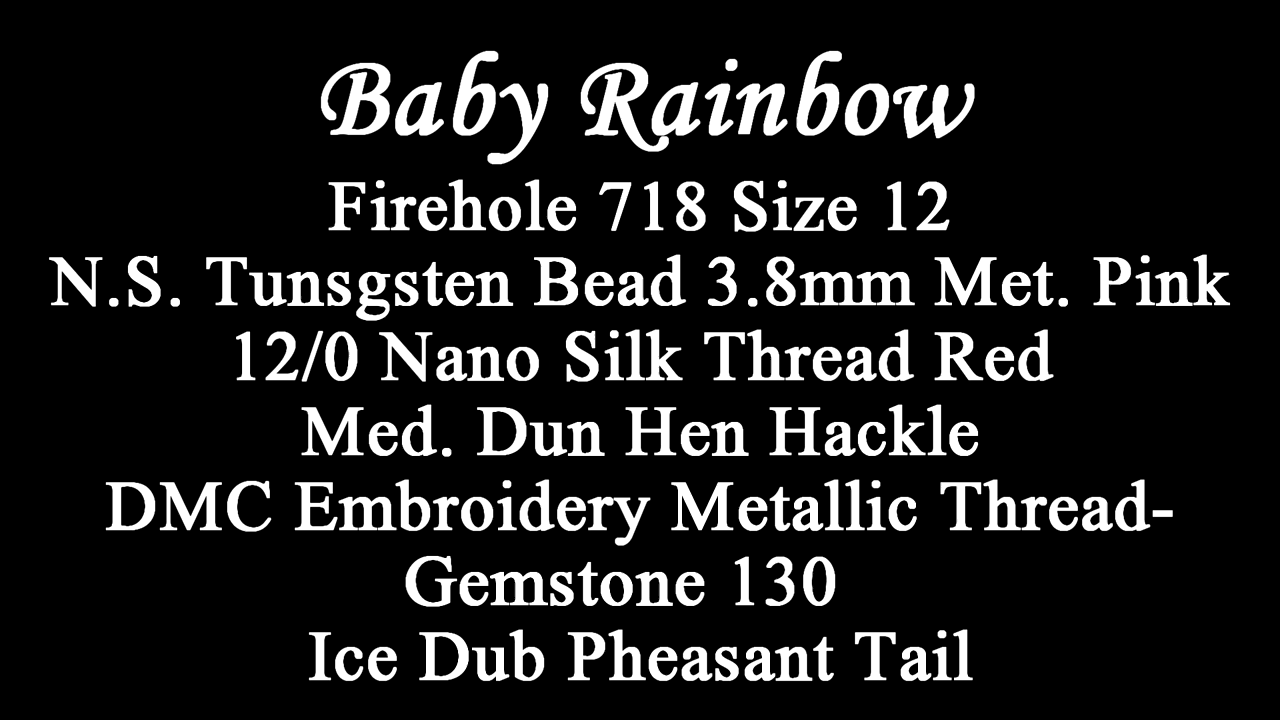 Baby Rainbow
Firehole 718 Size 12
N.S. Tunsgsten Bead 3.8mm Met. Pink
12/0 Nano Silk Thread Red
Med. Dun Hen Hackle
DMC Embroidery Metallic Thread-
Gemstone 130
Ice Dub Pheasant Tail